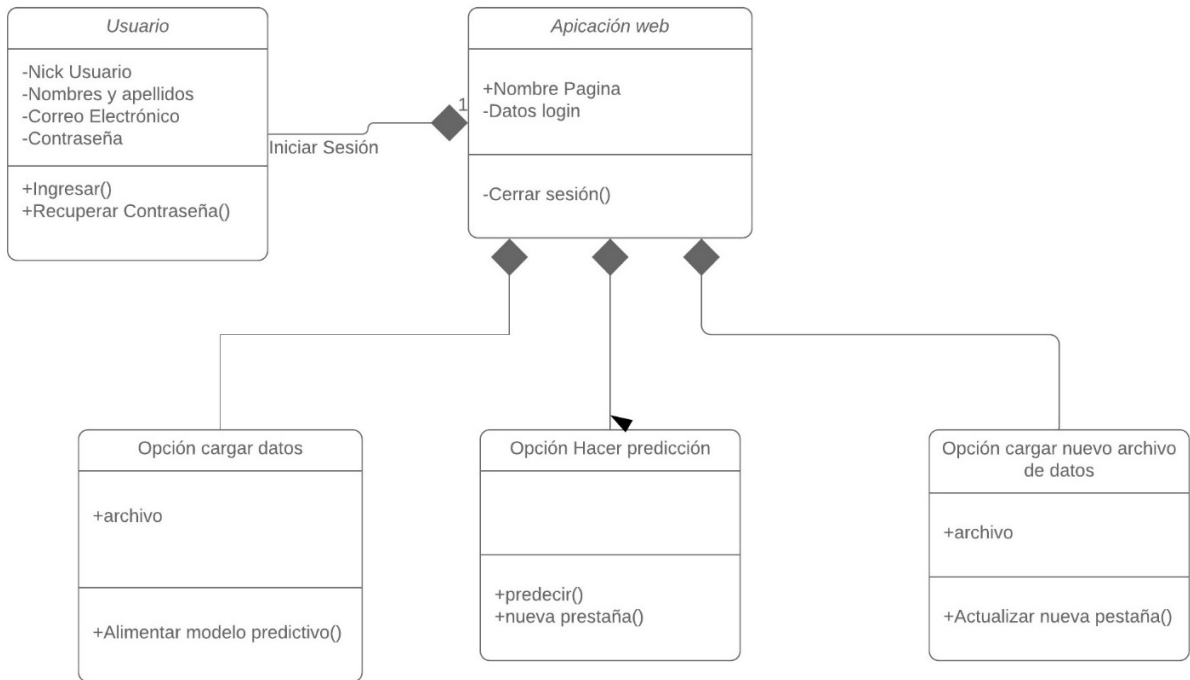 Usuario
-Nick Usuario
-Nombres y apellidos
-Correo Electrónico
-Contraseña
+Ingresar()
+Recuperar Contraseña()
Iniciar Sesión
1
Apicación web
+Nombre Pagina
-Datos login
-Cerrar sesión()
Opción cargar datos
+archivo
+Alimentar modelo predictivo()
Opción Hacer predicción
+predecir()
+nueva prestaña()
Opción cargar nuevo archivo
de datos
+archivo
+Actualizar nueva pestaña()